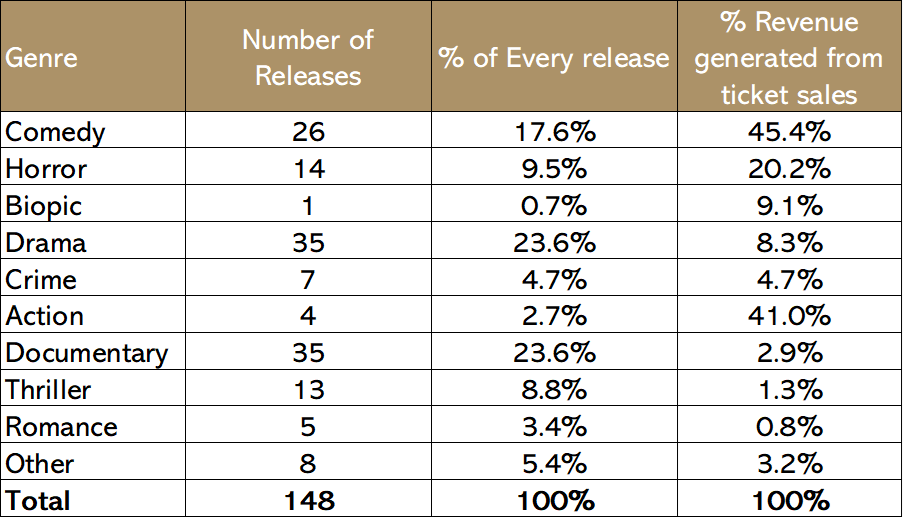 Genre Number of Releases % of Every release % Revenue generated from ticket sales
Comedy 26 17.6% 45.4%
Horror 14 9.5% 20.2%
Biopic 1 0.7% 9.1%
Drama 35 23.6% 8.3%
Crime 7 4.7% 4.7%
Action 4 2.7% 41.0%
Documentary 35 23.6% 2.9%
Thriller 13 8.8% 1.3%
Romance 5 3.4% 0.8%
Other 8 5.4% 3.2%
Total 148 100% 100%